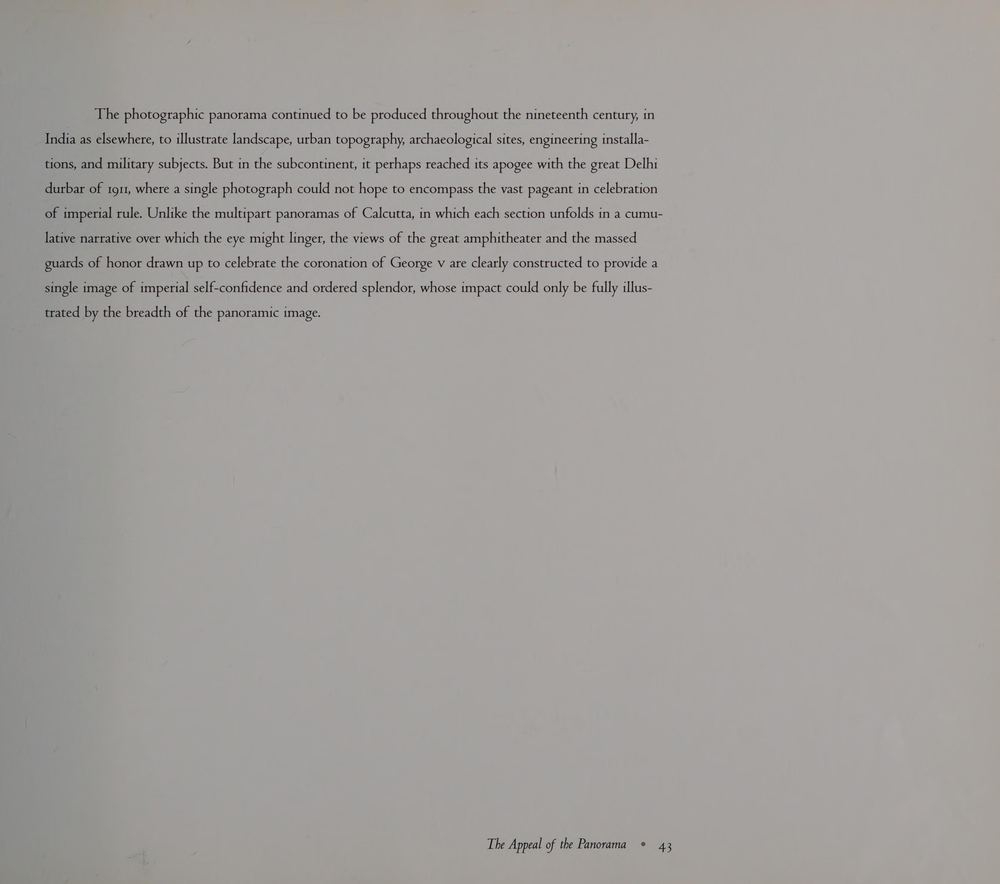 The photographic panorama continued to be produced throughout the nineteenth century, in
India as elsewhere, to illustrate landscape, urban topography, archaeological sites, engineering installa-
tions, and military subjects. But in the subcontinent, it perhaps reached its apogee with the great Delhi
durbar of 1911, where a single photograph could not hope to encompass the vast pageant in celebration
of imperial rule. Unlike the multipart panoramas of Calcutta, in which each section unfolds in a cumu-
lative narrative over which the eye might linger, the views of the great amphitheater and the massed
guards of honor drawn up to celebrate the coronation of George V are clearly constructed to provide a
single image of imperial self-confidence and ordered splendor, whose impact could only be fully illus-
trated by the breadth of the panoramic image.
The Appeal of the Panorama • 43